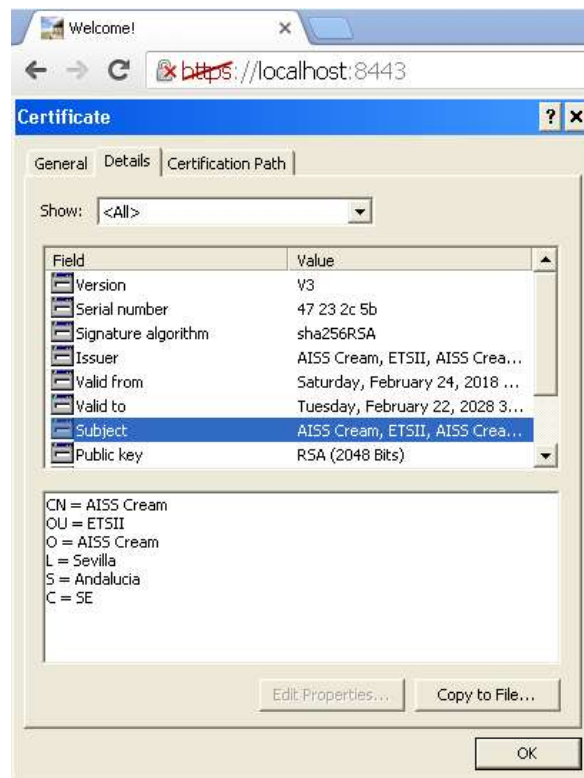 Welcome!
https://localhost:8443
Certificate
General Details Certification Path
Show: <All>
Field Value
Version V3
Serial number 47 23 2c 5b
Signature algorithm sha256RSA
Issuer AISS Cream, ETSII, AISS Crea...
Valid from Saturday, February 24, 2018 ...
Valid to Tuesday, February 22, 2028 3...
Subject AISS Cream, ETSII, AISS Crea...
Public key RSA (2048 Bits)
CN = AISS Cream
OU = ETSII
O = AISS Cream
L = Sevilla
S = Andalucia
C = SE
Edit Properties... Copy to File...
OK